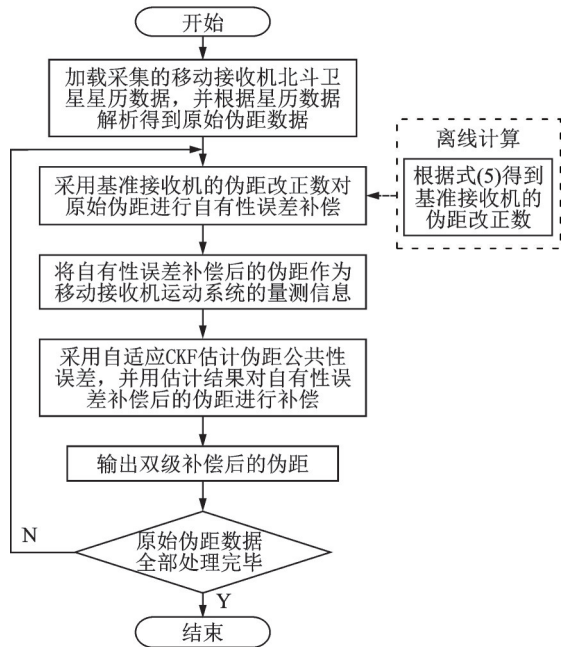 开始
加载采集的移动接收机北斗卫
星星历数据，并根据星历数据
解析得到原始伪距数据
离线计算
根据式(5)得到
基准接收机的
伪距改正数
采用基准接收机的伪距改正数对
原始伪距进行自有性误差补偿
将自有性误差补偿后的伪距作为
移动接收机运动系统的量测信息
采用自适应CKF估计伪距公共性
误差，并用估计结果对自有性误
差补偿后的伪距进行补偿
输出双级补偿后的伪距
N
原始伪距数据
全部处理完毕
Y
结束